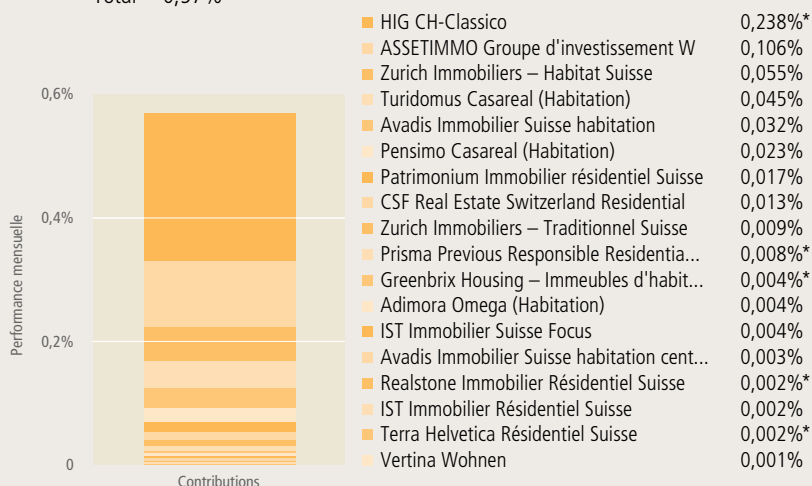 HIG CH-Classico 0,238%*
ASSETIMMO Groupe d'investissement W 0,106%
Zurich Immobiliers – Habitat Suisse 0,055%
Turidomus Casareal (Habitation) 0,045%
Avadis Immobilier Suisse habitation 0,032%
Pensimo Casareal (Habitation) 0,023%
Patrimonium Immobilier résidentiel Suisse 0,017%
CSF Real Estate Switzerland Residential 0,013%
Zurich Immobiliers – Traditionnel Suisse 0,009%
Prisma Previous Responsible Residentia... 0,008%*
Greenbrix Housing – Immeubles d'habit... 0,004%*
Adimora Omega (Habitation) 0,004%
IST Immobilier Suisse Focus 0,004%
Avadis Immobilier Suisse habitation cent... 0,003%
Realstone Immobilier Résidentiel Suisse 0,002%*
IST Immobilier Résidentiel Suisse 0,002%
Terra Helvetica Résidentiel Suisse 0,002%*
Vertina Wohnen 0,001%
Performance mensuelle
0,6%
0,4%
0,2%
0
Contributions